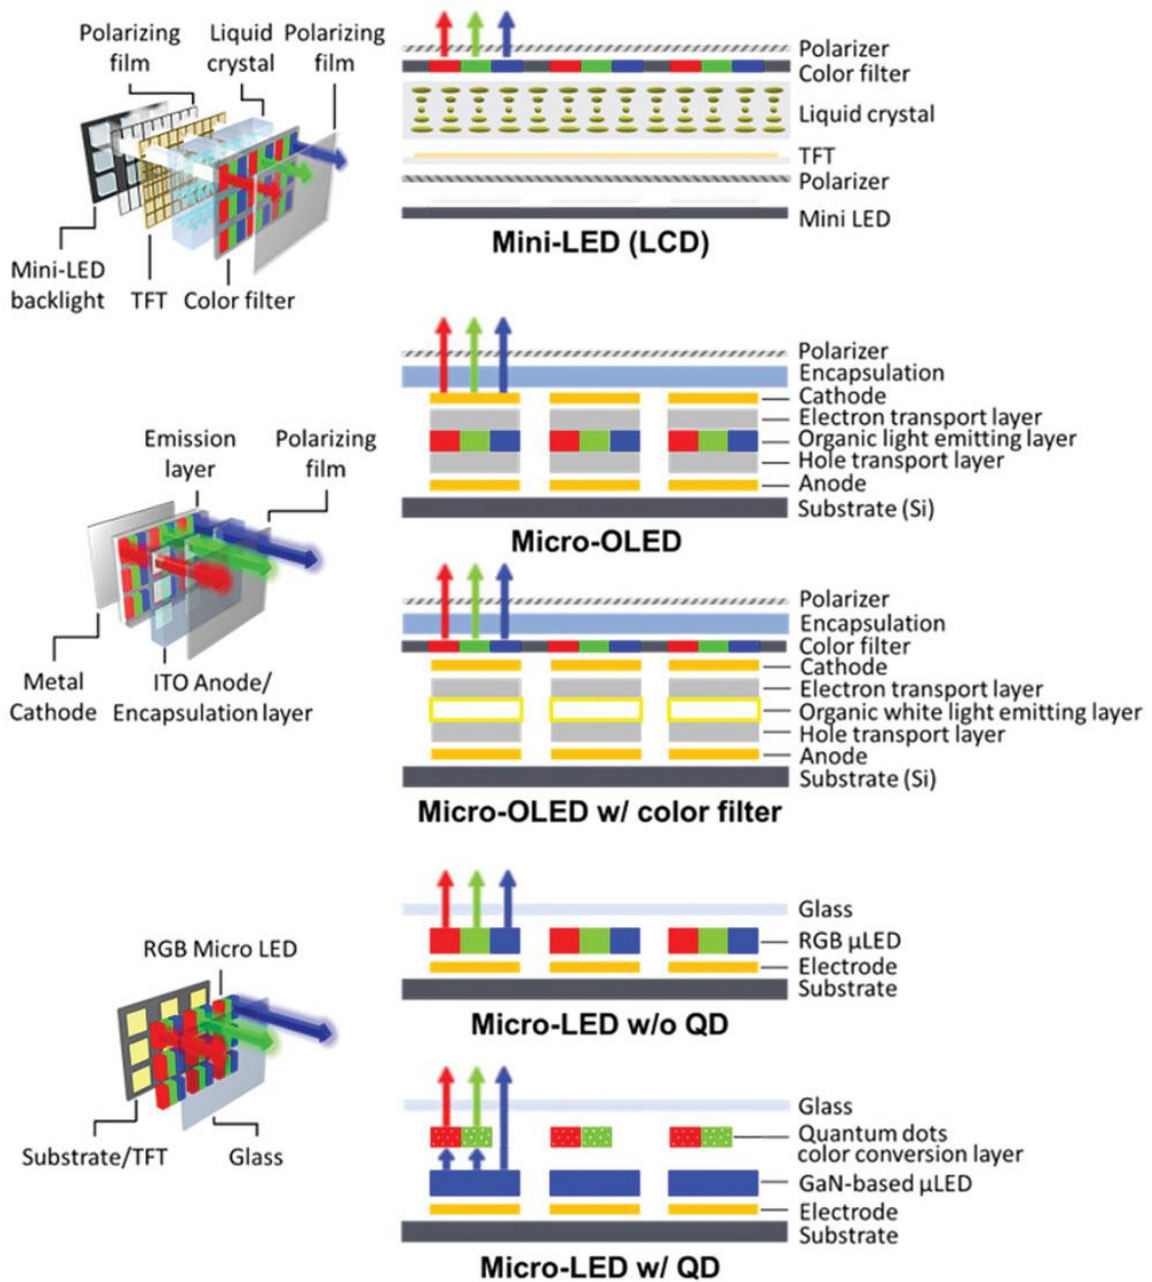 Polarizing
film
Liquid
crystal
Polarizing
film
Mini-LED
backlight
TFT
Color filter
Polarizer
Color filter
Liquid crystal
TFT
Polarizer
Mini LED
Mini-LED (LCD)
Emission
layer
Polarizing
film
Metal
Cathode
ITO Anode/
Encapsulation layer
Polarizer
Encapsulation
Cathode
Electron transport layer
Organic light emitting layer
Hole transport layer
Anode
Substrate (Si)
Micro-OLED
Polarizer
Encapsulation
Color filter
Cathode
Electron transport layer
Organic white light emitting layer
Hole transport layer
Anode
Substrate (Si)
Micro-OLED w/ color filter
RGB Micro LED
Substrate/TFT
Glass
Glass
RGB μLED
Electrode
Substrate
Micro-LED w/o QD
Glass
Quantum dots
color conversion layer
GaN-based μLED
Electrode
Substrate
Micro-LED w/ QD